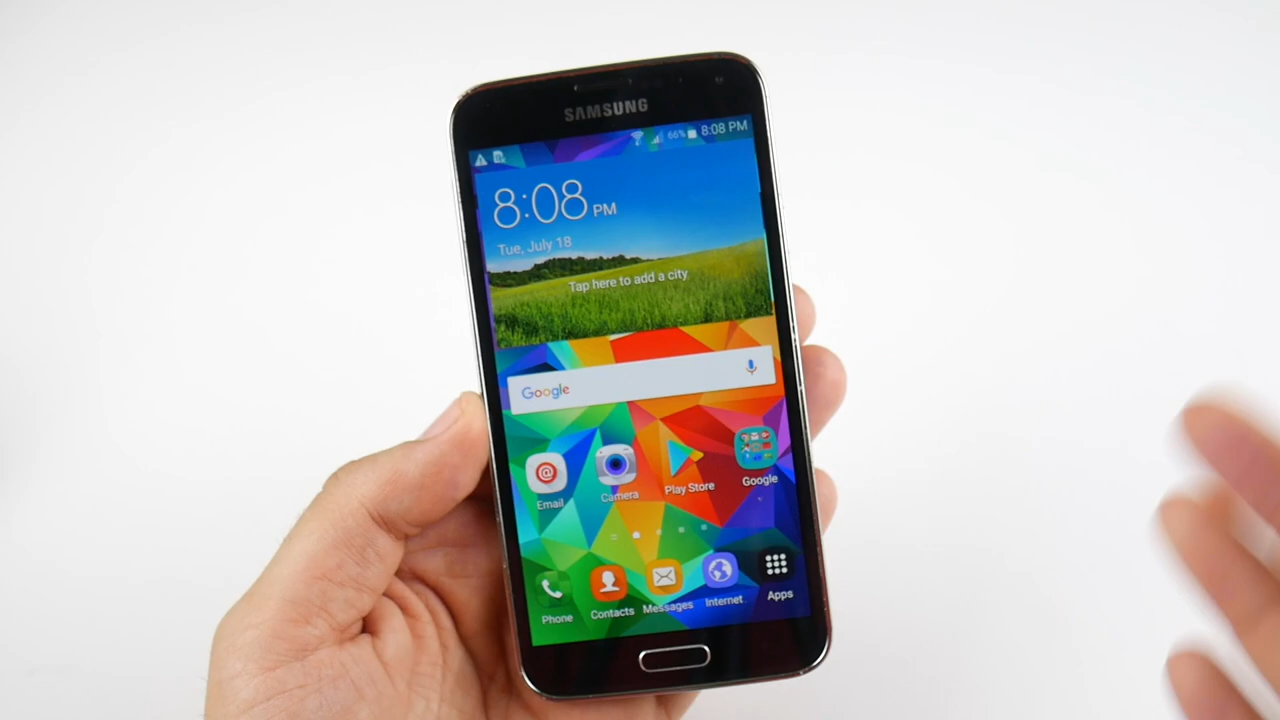 SAMSUNG
66% 8:08 PM
8:08 PM
Tue, July 18
Tap here to add a city
Google
Email Camera Play Store Google
Phone Contacts Messages Internet Apps